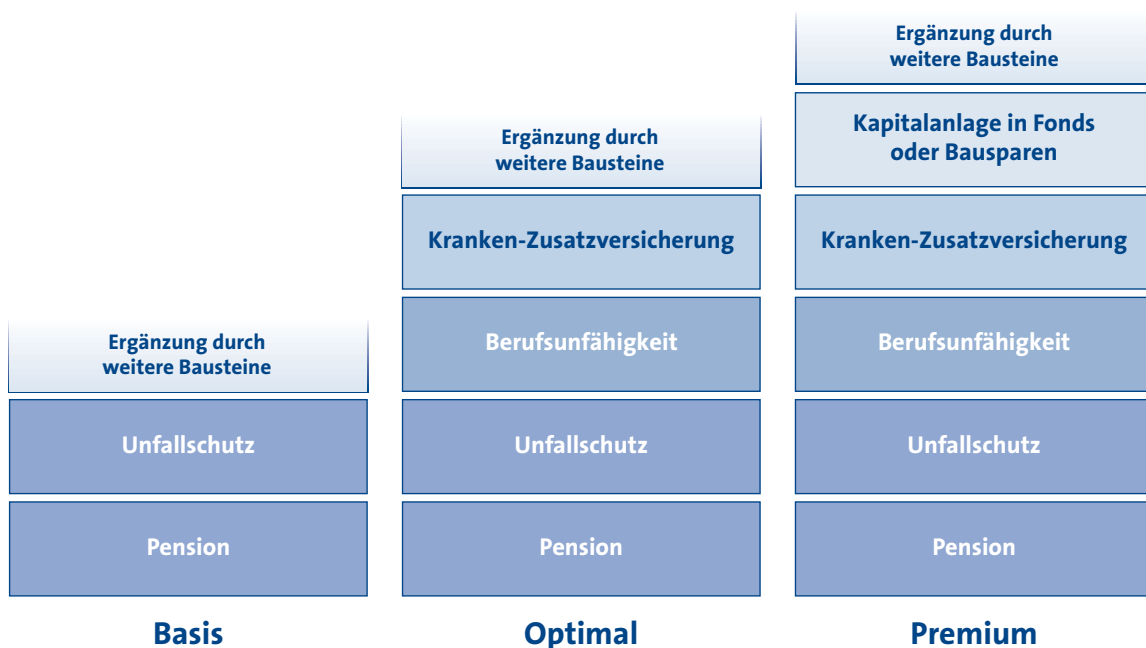 Ergänzung durch
weitere Bausteine
Unfallschutz
Pension
Basis
Ergänzung durch
weitere Bausteine
Kranken-Zusatzversicherung
Berufsunfähigkeit
Unfallschutz
Pension
Optimal
Ergänzung durch
weitere Bausteine
Kapitalanlage in Fonds
oder Bausparen
Kranken-Zusatzversicherung
Berufsunfähigkeit
Unfallschutz
Pension
Premium